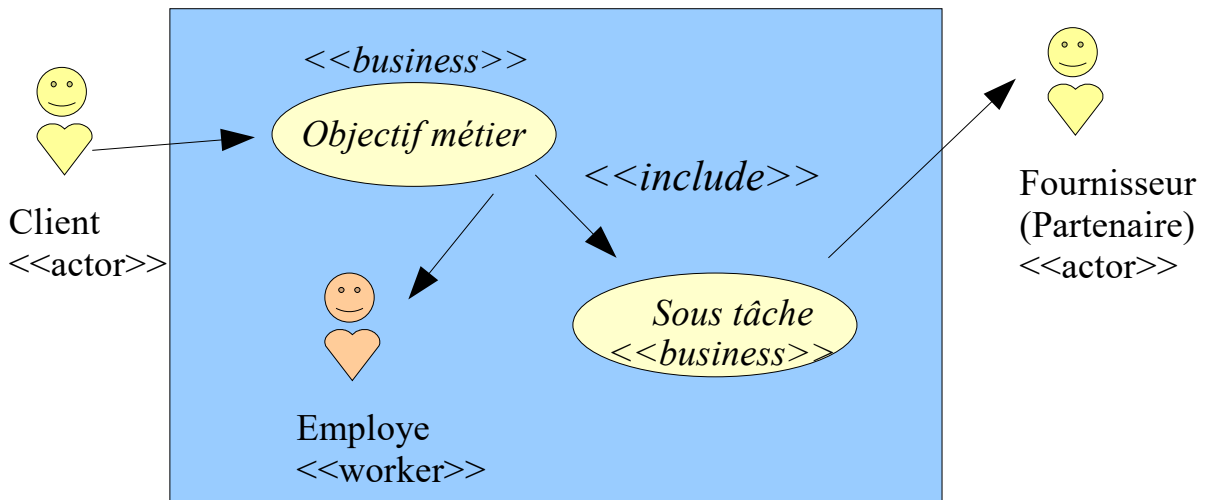 <<business>>
Objectif métier
<<include>>
Client
<<actor>>
Fournisseur
(Partenaire)
<<actor>>
Sous tâche
<<business>>
Employe
<<worker>>